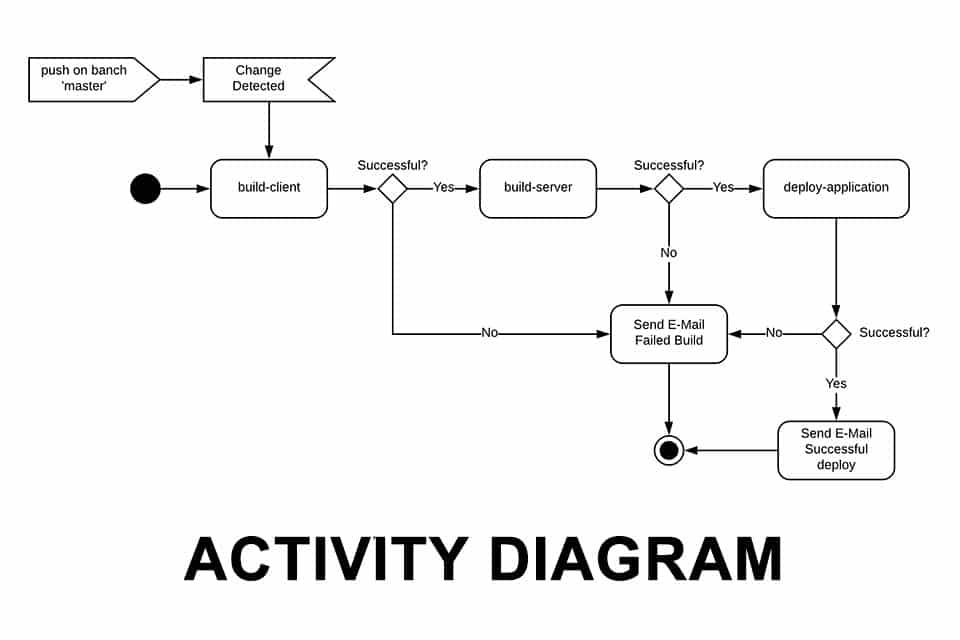 push on banch
'master'
Change
Detected
Successful?
Successful?
build-client
Yes
build-server
Yes
deploy-application
No
Send E-Mail
Failed Build
No
No
Successful?
Yes
Send E-Mail
Successful
deploy
ACTIVITY DIAGRAM